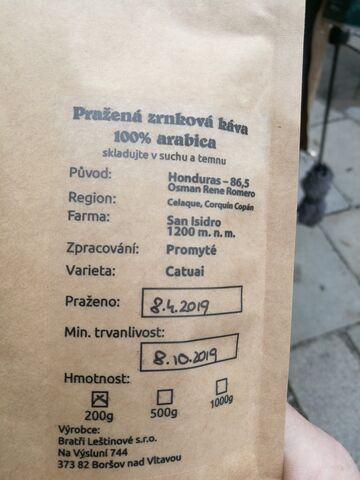 Pražená zrnková káva
100% arabica
skladujte v suchu a temnu
Původ: Honduras – 86,5
Osman Rene Romero
Region: Celaque, Corquín Copán
Farma: San Isidro
1200 m. n. m.
Zpracování: Promyté
Varieta: Catuai
Praženo: 8.4.2019
Min. trvanlivost:
8.10.2019
Hmotnost:
200g 500g 1000g
Výrobce:
Bratři Leštinové s.r.o.
Na Výsluní 744
373 82 Boršov nad Vltavou